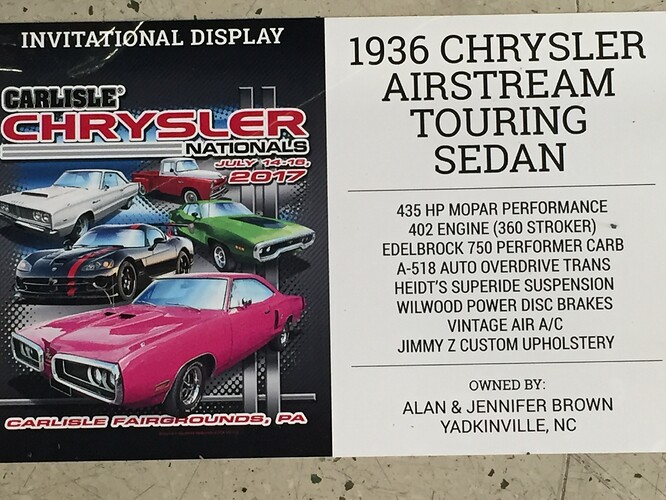 INVITATIONAL DISPLAY
CARLISLE®
CHRYSLER
NATIONALS
JULY 14-16,
2017
CARLISLE FAIRGROUNDS, PA
1936 CHRYSLER
AIRSTREAM
TOURING
SEDAN
435 HP MOPAR PERFORMANCE
402 ENGINE (360 STROKER)
EDELBROCK 750 PERFORMER CARB
A-518 AUTO OVERDRIVE TRANS
HEIDT'S SUPERIDE SUSPENSION
WILWOOD POWER DISC BRAKES
VINTAGE AIR A/C
JIMMY Z CUSTOM UPHOLSTERY
OWNED BY:
ALAN & JENNIFER BROWN
YADKINVILLE, NC